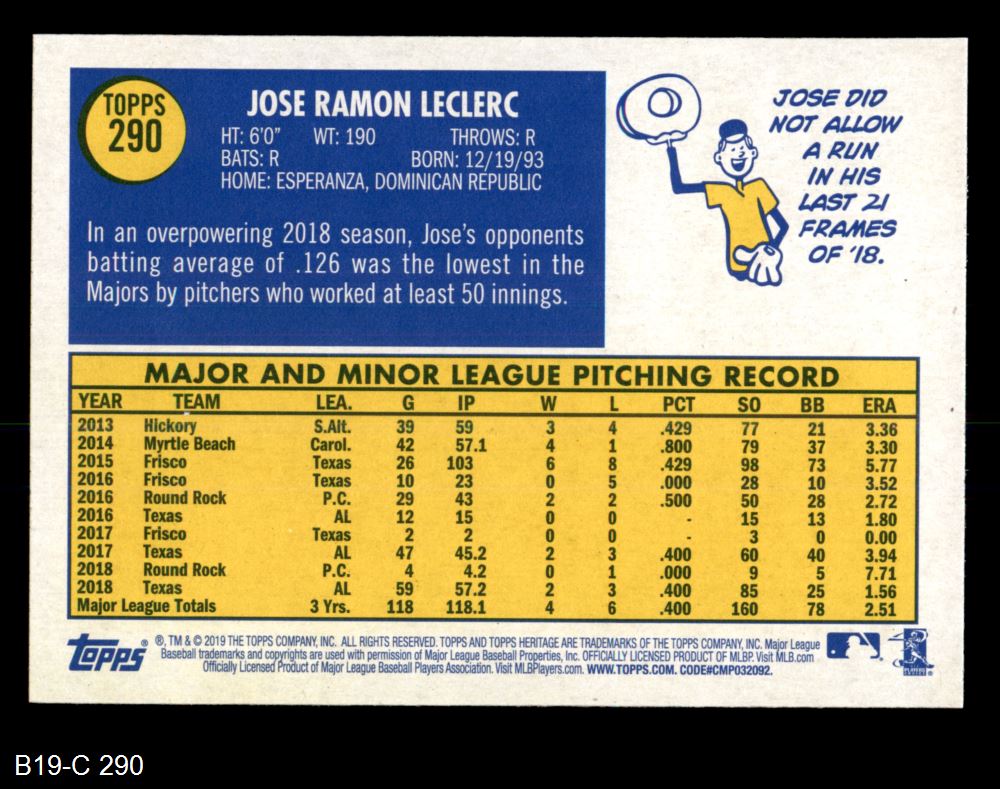 TOPPS
290
JOSE RAMON LECLERC
HT: 6'0" WT: 190 THROWS: R
BATS: R BORN: 12/19/93
HOME: ESPERANZA, DOMINICAN REPUBLIC
In an overpowering 2018 season, Jose's opponents
batting average of .126 was the lowest in the
Majors by pitchers who worked at least 50 innings.
JOSE DID
NOT ALLOW
A RUN
IN HIS
LAST 21
FRAMES
OF '18.
MAJOR AND MINOR LEAGUE PITCHING RECORD
YEAR TEAM LEA. G IP W L PCT SO BB ERA
2013 Hickory S.Alt. 39 59 3 4 .429 77 21 3.36
2014 Myrtle Beach Carol. 42 57.1 4 1 .800 79 37 3.30
2015 Frisco Texas 26 103 6 8 .429 98 73 5.77
2016 Frisco Texas 10 23 0 5 .000 28 10 3.52
2016 Round Rock P.C. 29 43 2 2 .500 50 28 2.72
2016 Texas AL 12 15 0 0 - 15 13 1.80
2017 Frisco Texas 2 2 0 0 - 3 0 0.00
2017 Texas AL 47 45.2 2 3 .400 60 40 3.94
2018 Round Rock P.C. 4 4.2 0 1 .000 9 5 7.71
2018 Texas AL 59 57.2 2 3 .400 85 25 1.56
Major League Totals 3 Yrs. 118 118.1 4 6 .400 160 78 2.51
topps ®
®, TM & © 2019 THE TOPPS COMPANY, INC. ALL RIGHTS RESERVED. TOPPS AND TOPPS HERITAGE ARE TRADEMARKS OF THE TOPPS COMPANY, INC. Major League
Baseball trademarks and copyrights are used with permission of Major League Baseball Properties, Inc. OFFICIALLY LICENSED PRODUCT OF MLBP. Visit MLB.com
Officially Licensed Product of Major League Baseball Players Association. Visit MLBPlayers.com. WWW.TOPPS.COM. CODE#CMP032092.
B19-C 290